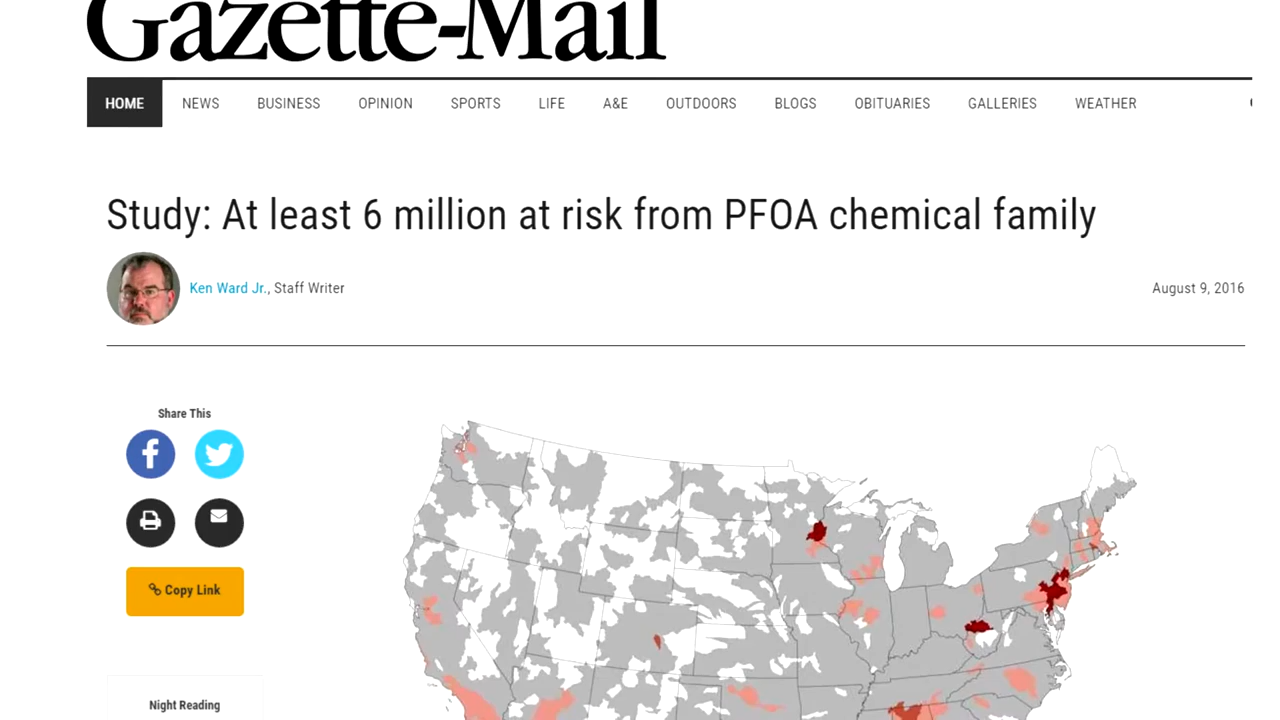 Gazette-Mail
HOME NEWS BUSINESS OPINION SPORTS LIFE A&E OUTDOORS BLOGS OBITUARIES GALLERIES WEATHER
Study: At least 6 million at risk from PFOA chemical family
Ken Ward Jr., Staff Writer
August 9, 2016
Share This
Copy Link
Night Reading